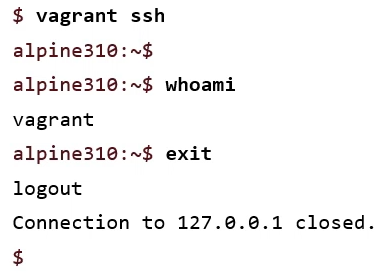 $ vagrant ssh
alpine310:~$
alpine310:~$ whoami
vagrant
alpine310:~$ exit
logout
Connection to 127.0.0.1 closed.
$